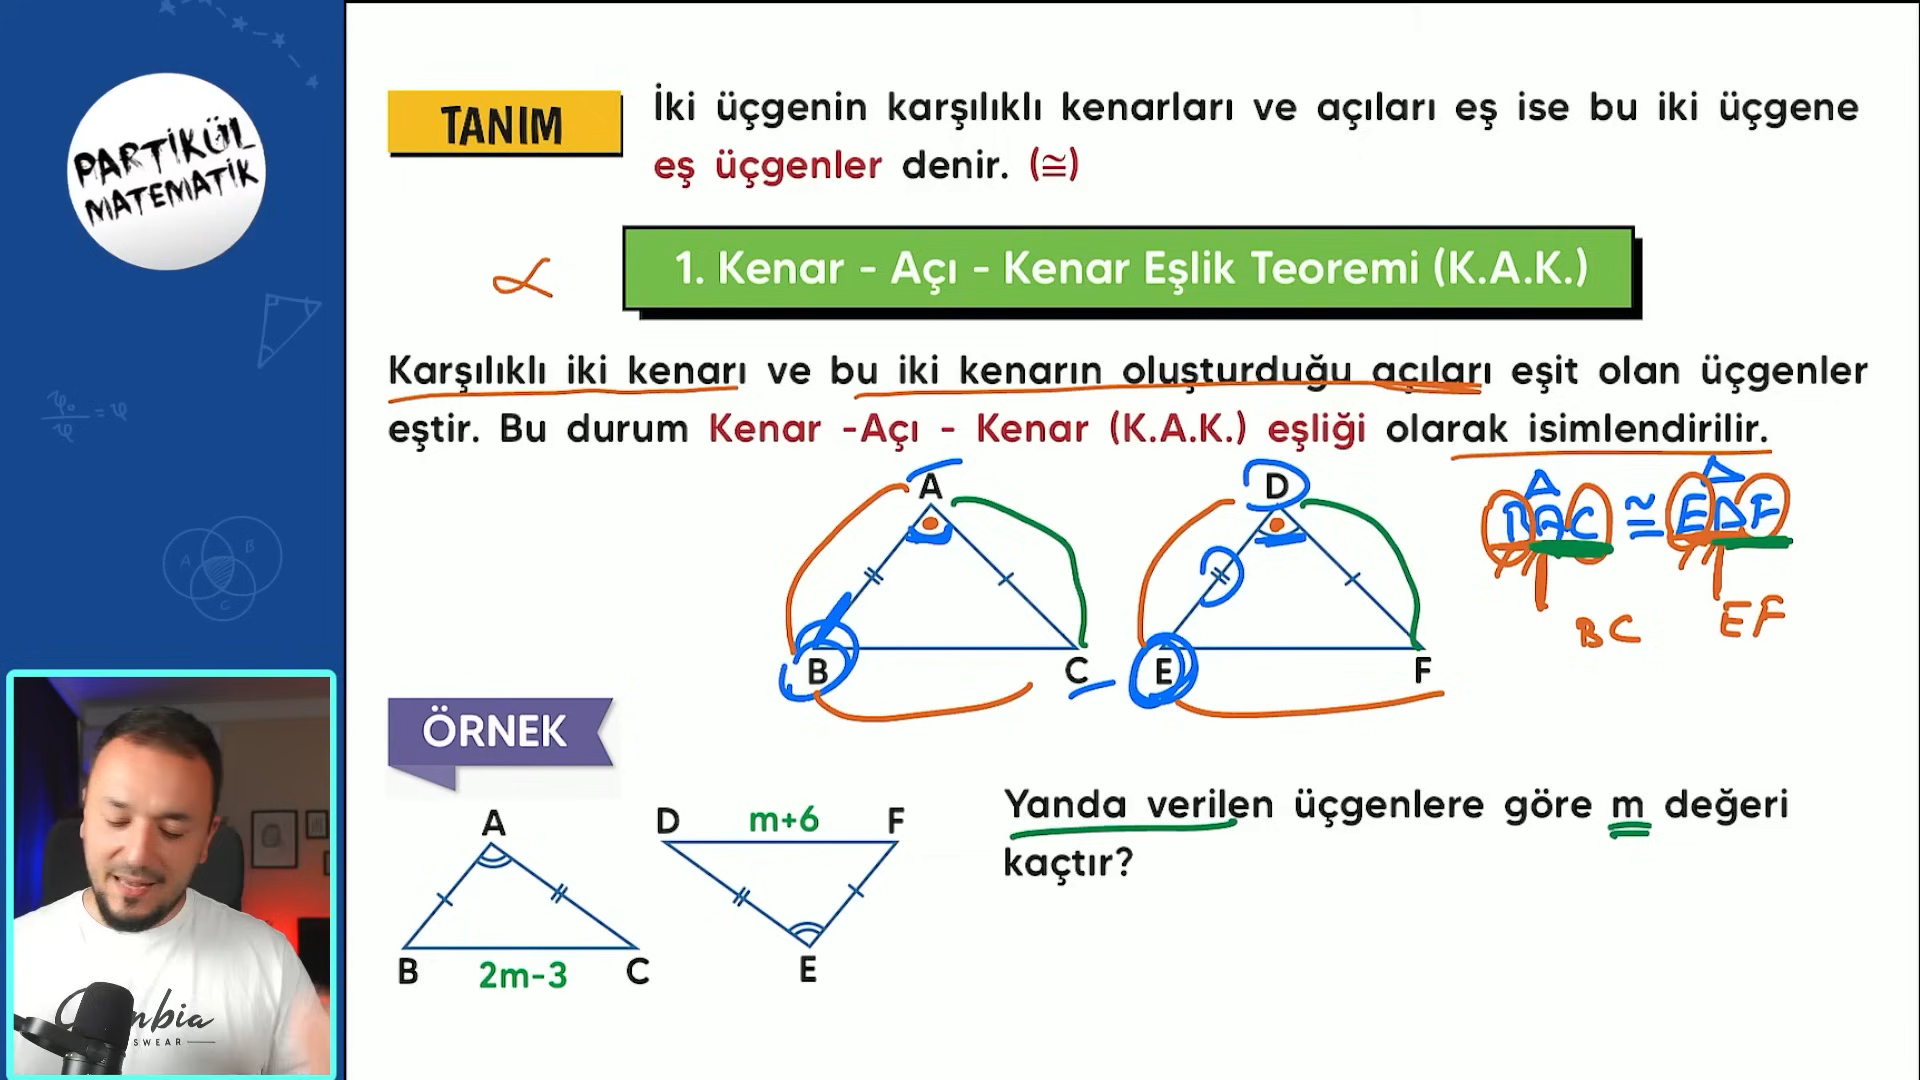 PARTİKÜL
MATEMATİK
TANIM
İki üçgenin karşılıklı kenarları ve açıları eş ise bu iki üçgene
eş üçgenler denir. (≅)
1. Kenar - Açı - Kenar Eşlik Teoremi (K.A.K.)
Karşılıklı iki kenarı ve bu iki kenarın oluşturduğu açıları eşit olan üçgenler
eştir. Bu durum Kenar -Açı - Kenar (K.A.K.) eşliği olarak isimlendirilir.
A
D
BAC ≅ EDF
BC EF
B
C
E
F
ÖRNEK
A
D m+6 F
B 2m-3 C
E
Yanda verilen üçgenlere göre m değeri
kaçtır?
A B
C